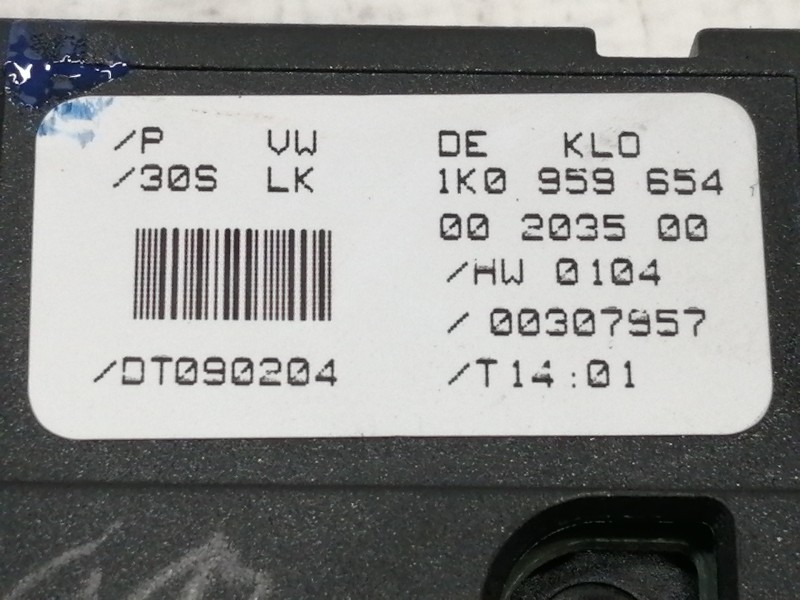 /P VW DE KLO
/30S LK 1K0 959 654
00 2035 00
/HW 0104
/ 00307957
/DT090204 /T14:01